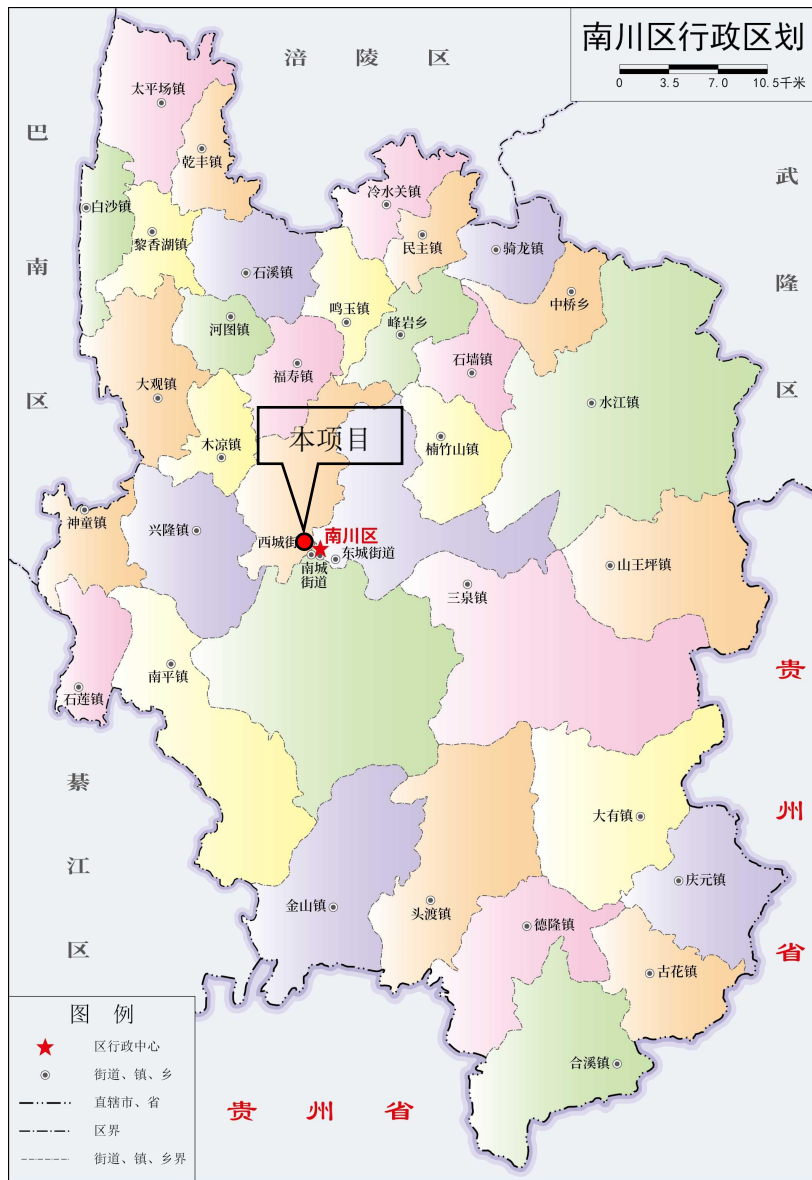 南川区行政区划
0 3.5 7.0 10.5千米
涪陵区
巴南区
武隆区
太平场镇
乾丰镇
白沙镇
冷水关镇
黎香湖镇
民主镇
骑龙镇
石溪镇
中桥乡
鸣玉镇
河图镇
峰岩乡
福寿镇
石墙镇
大观镇
水江镇
木凉镇
本项目
楠竹山镇
神童镇
兴隆镇
西城街
南川区
东城街道
南城
街道
山王坪镇
三泉镇
南平镇
石莲镇
贵州省
綦江区
大有镇
庆元镇
金山镇
头渡镇
德隆镇
古花镇
合溪镇
贵州省
图例
区行政中心
街道、镇、乡
直辖市、省
区界
街道、镇、乡界